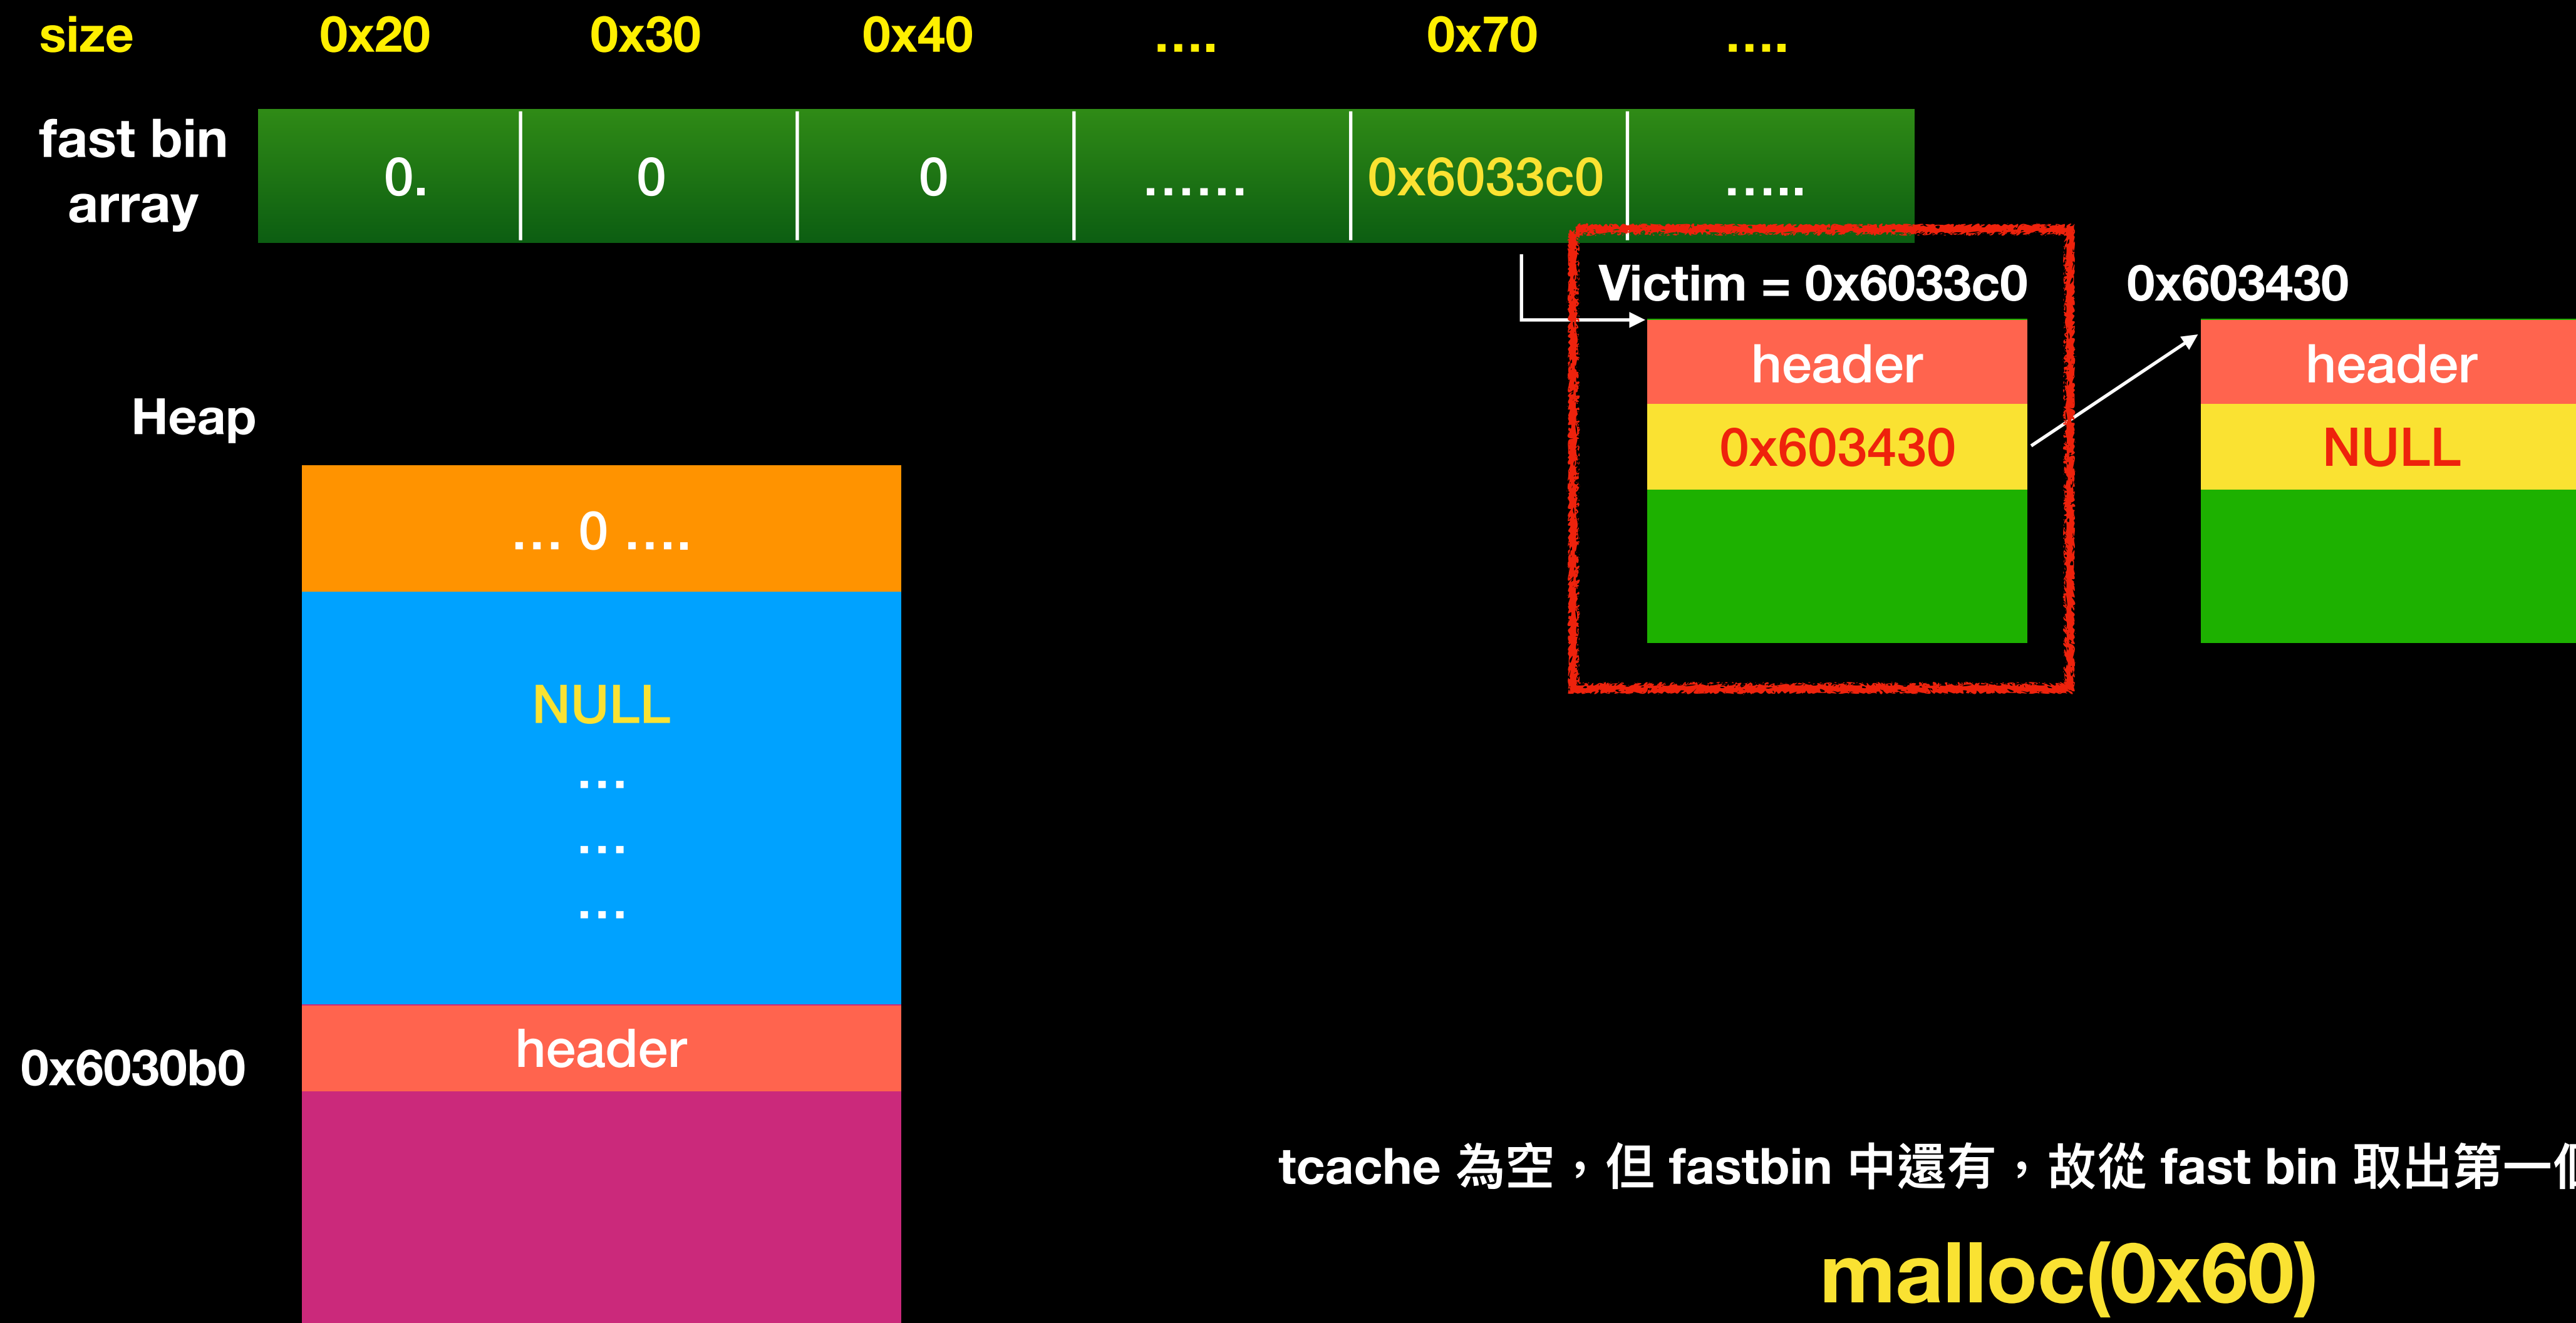 size 0x20 0x30 0x40 .... 0x70 ....
fast bin
array
0. 0 0 ...... 0x6033c0 .....
Victim = 0x6033c0 0x603430
header header
0x603430 NULL
Heap
... 0 ....
NULL
...
...
...
header
0x6030b0
tcache 為空，但 fastbin 中還有，故從 fast bin 取出第一
malloc(0x60)